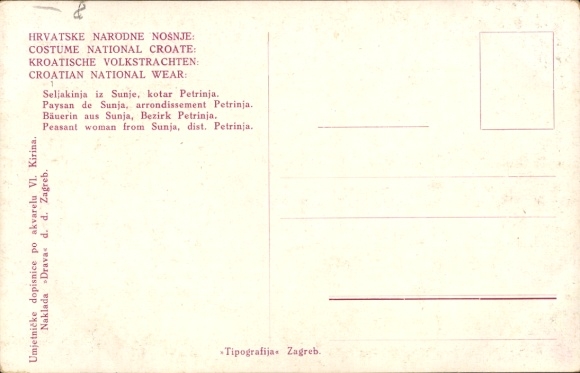 8
HRVATSKE NARODNE NOŠNJE:
COSTUME NATIONAL CROATE:
KROATISCHE VOLKSTRACHTEN:
CROATIAN NATIONAL WEAR:
Seljakinja iz Sunje, kotar Petrinja.
Paysan de Sunja, arrondissement Petrinja.
Bäuerin aus Sunja, Bezirk Petrinja.
Peasant woman from Sunja, dist. Petrinja.
Umjetničke dopisnice po akvarelu Vl. Kirina.
Naklada »Drava« d. d. Zagreb.
»Tipografija« Zagreb.